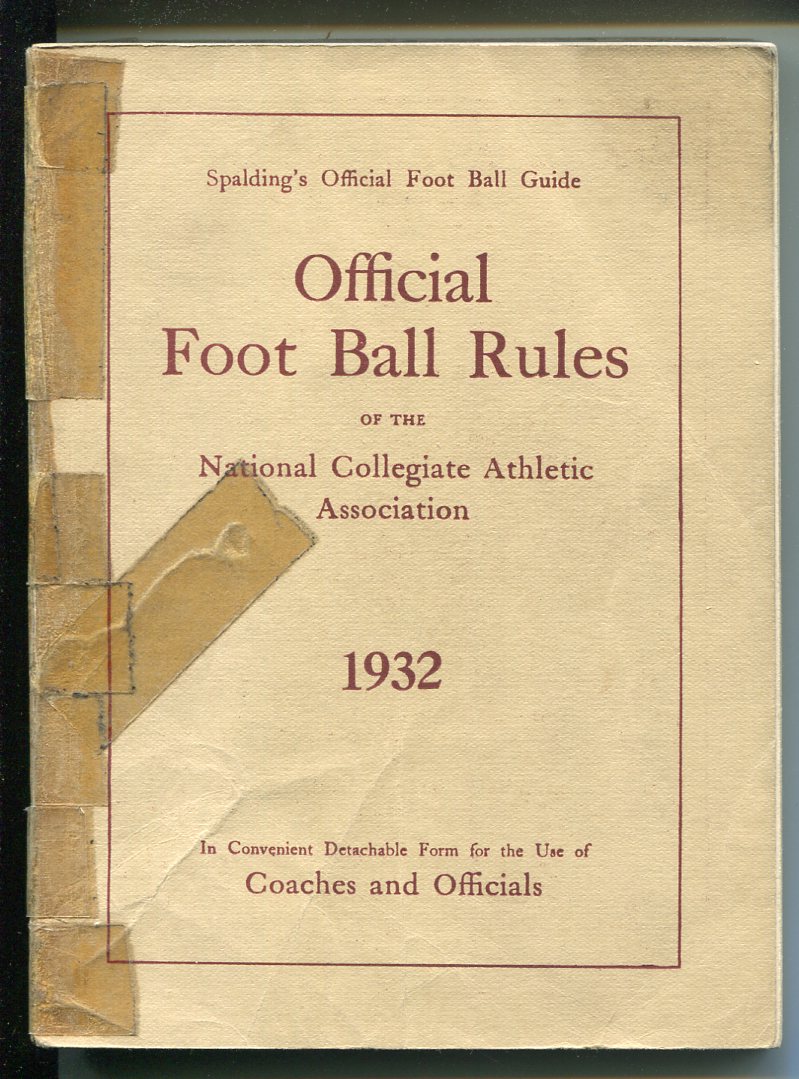 Spalding's Official Foot Ball Guide
Official
Foot Ball Rules
OF THE
National Collegiate Athletic
Association
1932
In Convenient Detachable Form for the Use of
Coaches and Officials